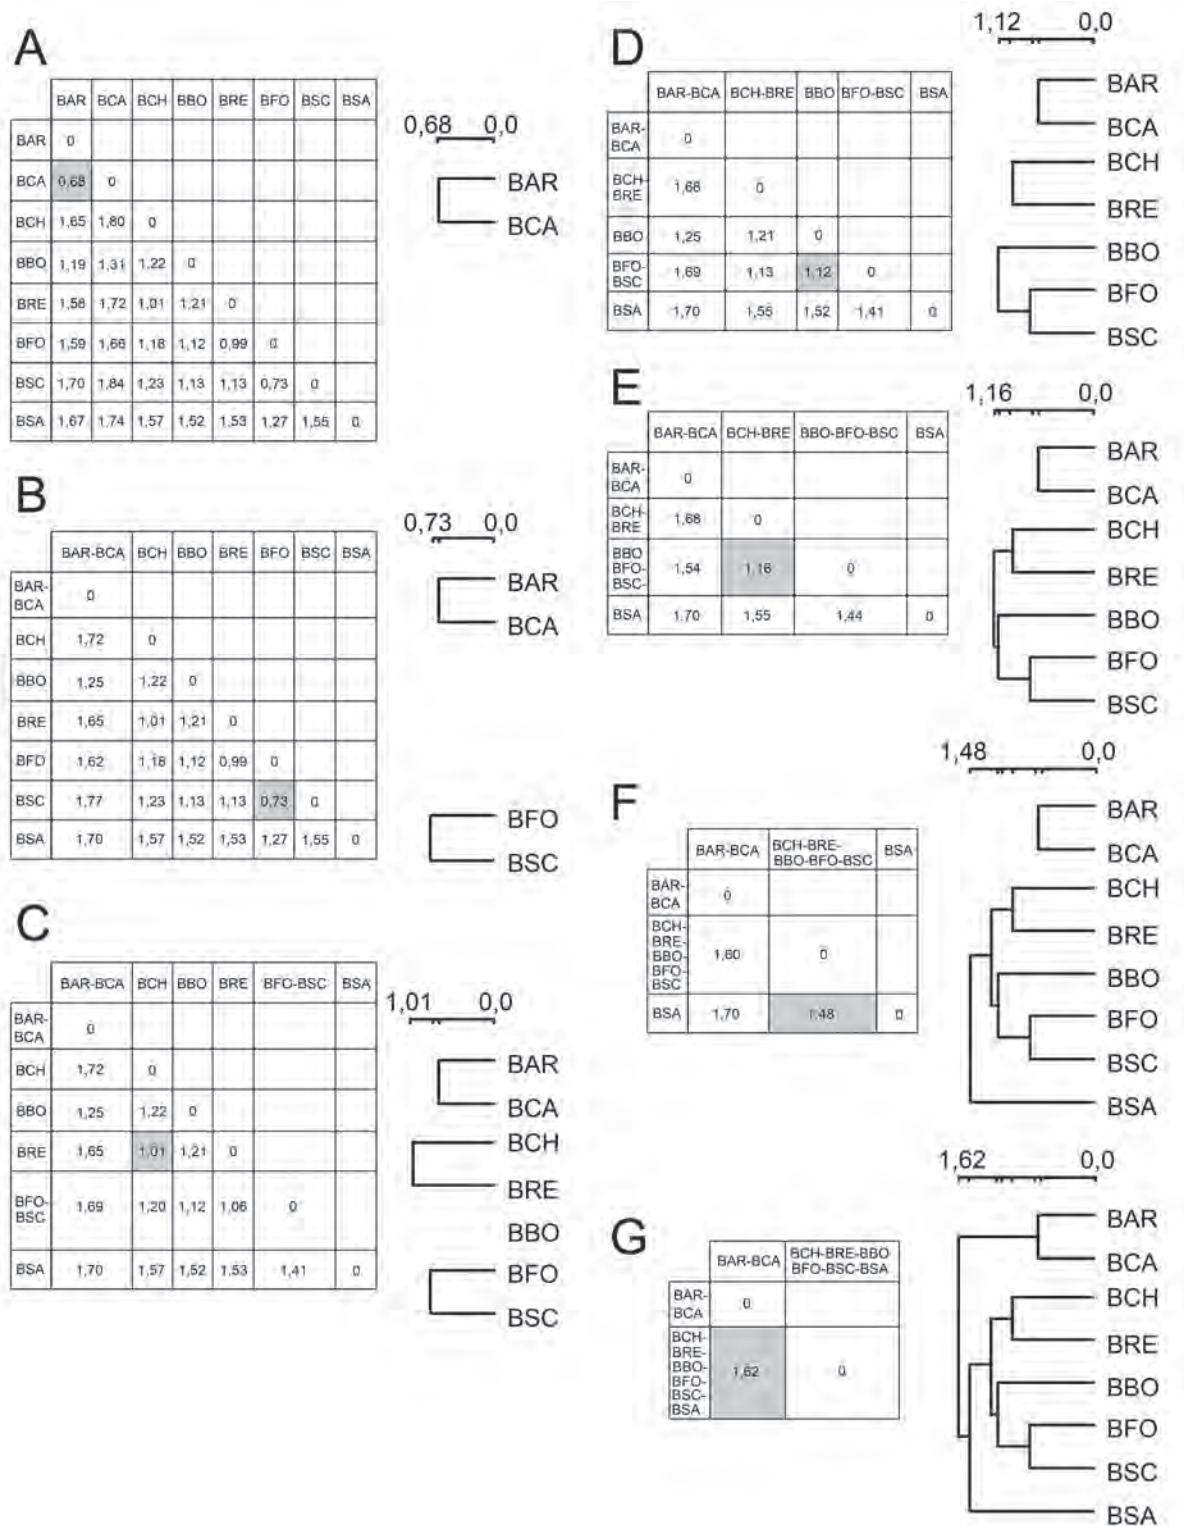 A
BAR BCA BCH BBO BRE BFO BSC BSA
BAR 0
BCA 0,68 0
BCH 1,65 1,80 0
BBO 1,19 1,31 1,22 0
BRE 1,58 1,72 1,01 1,21 0
BFO 1,59 1,66 1,18 1,12 0,99 0
BSC 1,70 1,84 1,23 1,13 1,13 0,73 0
BSA 1,67 1,74 1,57 1,52 1,53 1,27 1,55 0
0,68 0,0
BAR
BCA
B
BAR-BCA BCH BBO BRE BFO BSC BSA
BAR-
BCA 0
BCH 1,72 0
BBO 1,25 1,22 0
BRE 1,65 1,01 1,21 0
BFO 1,62 1,18 1,12 0,99 0
BSC 1,77 1,23 1,13 1,13 0,73 0
BSA 1,70 1,57 1,52 1,53 1,27 1,55 0
0,73 0,0
BAR
BCA
BFO
BSC
C
BAR-BCA BCH BBO BRE BFO-BSC BSA
BAR-
BCA 0
BCH 1,72 0
BBO 1,25 1,22 0
BRE 1,65 1,01 1,21 0
BFO-
BSC 1,69 1,20 1,12 1,06 0
BSA 1,70 1,57 1,52 1,53 1,41 0
1,01 0,0
BAR
BCA
BCH
BRE
BBO
BFO
BSC
D
BAR-BCA BCH-BRE BBO BFO-BSC BSA
BAR-
BCA 0
BCH-
BRE 1,68 0
BBO 1,25 1,21 0
BFO-
BSC 1,69 1,13 1,12 0
BSA 1,70 1,55 1,52 1,41 0
1,12 0,0
BAR
BCA
BCH
BRE
BBO
BFO
BSC
E
BAR-BCA BCH-BRE BBO-BFO-BSC BSA
BAR-
BCA 0
BCH-
BRE 1,68 0
BBO
BFO-
BSC- 1,54 1,16 0
BSA 1,70 1,55 1,44 0
1,16 0,0
BAR
BCA
BCH
BRE
BBO
BFO
BSC
F
BAR-BCA BCH-BRE-
BBO-BFO-BSC BSA
BAR-
BCA 0
BCH-
BRE-
BBO-
BFO-
BSC 1,60 0
BSA 1,70 1,48 0
1,48 0,0
BAR
BCA
BCH
BRE
BBO
BFO
BSC
BSA
G
BAR-BCA BCH-BRE-BBO
BFO-BSC-BSA
BAR-
BCA 0
BCH-
BRE-
BBO-
BFO-
BSC-
BSA 1,62 0
1,62 0,0
BAR
BCA
BCH
BRE
BBO
BFO
BSC
BSA